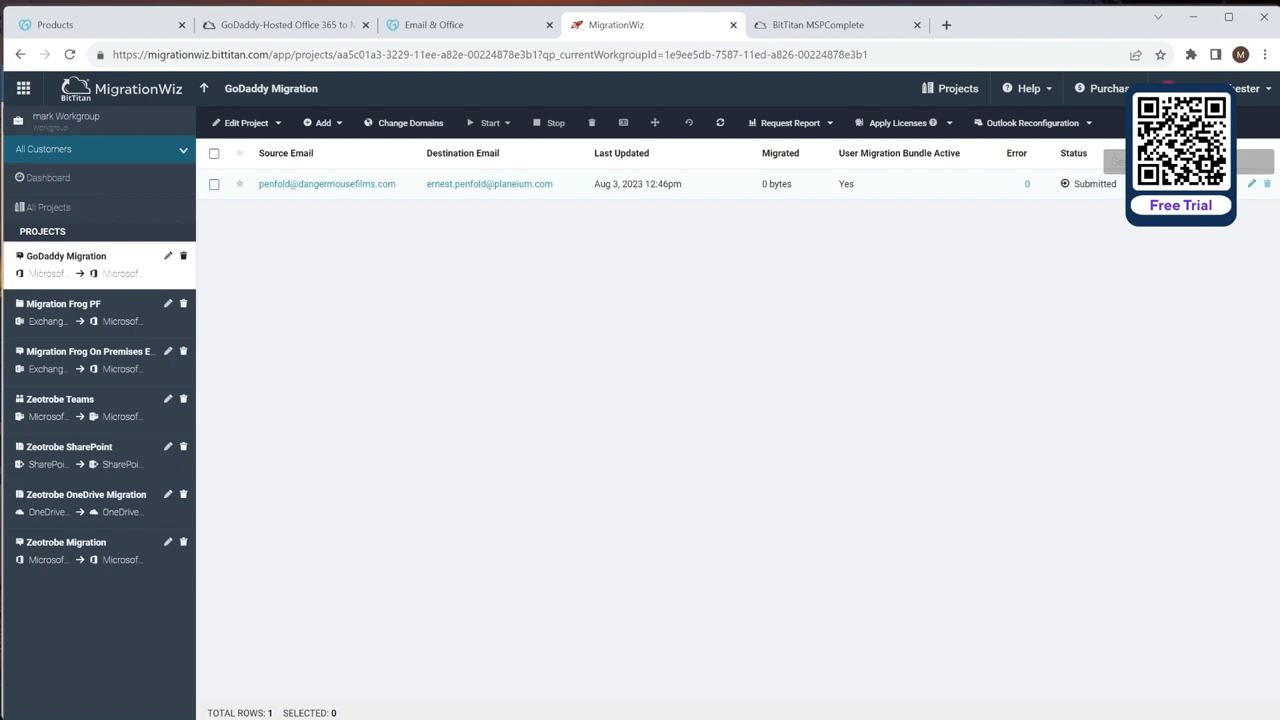 Products
GoDaddy-Hosted Office 365 to M
Email & Office
MigrationWiz
BitTitan MSPComplete
https://migrationwiz.bittitan.com/app/projects/aa5c01a3-3229-11ee-a82e-00224878e3b1?qp_currentWorkgroupId=1e9ee5db-7587-11ed-a826-00224878e3b1
M
BitTitan MigrationWiz
GoDaddy Migration
Projects
Help
Purchas
ester
mark Workgroup
Workgroup
All Customers
Dashboard
All Projects
PROJECTS
GoDaddy Migration
Microsof... Microsof...
Migration Frog PF
Exchang... Microsof...
Migration Frog On Premises E...
Exchang... Microsof...
Zeotrobe Teams
Microsof... Microsof...
Zeotrobe SharePoint
SharePoi... SharePoi...
Zeotrobe OneDrive Migration
OneDrive... OneDrive...
Zeotrobe Migration
Microsof... Microsof...
Edit Project Add Change Domains Start Stop Request Report Apply Licenses Outlook Reconfiguration
Source Email Destination Email Last Updated Migrated User Migration Bundle Active Error Status
penfold@dangermousefilms.com ernest.penfold@planeium.com Aug 3, 2023 12:46pm 0 bytes Yes 0 Submitted
Free Trial
TOTAL ROWS: 1 SELECTED: 0